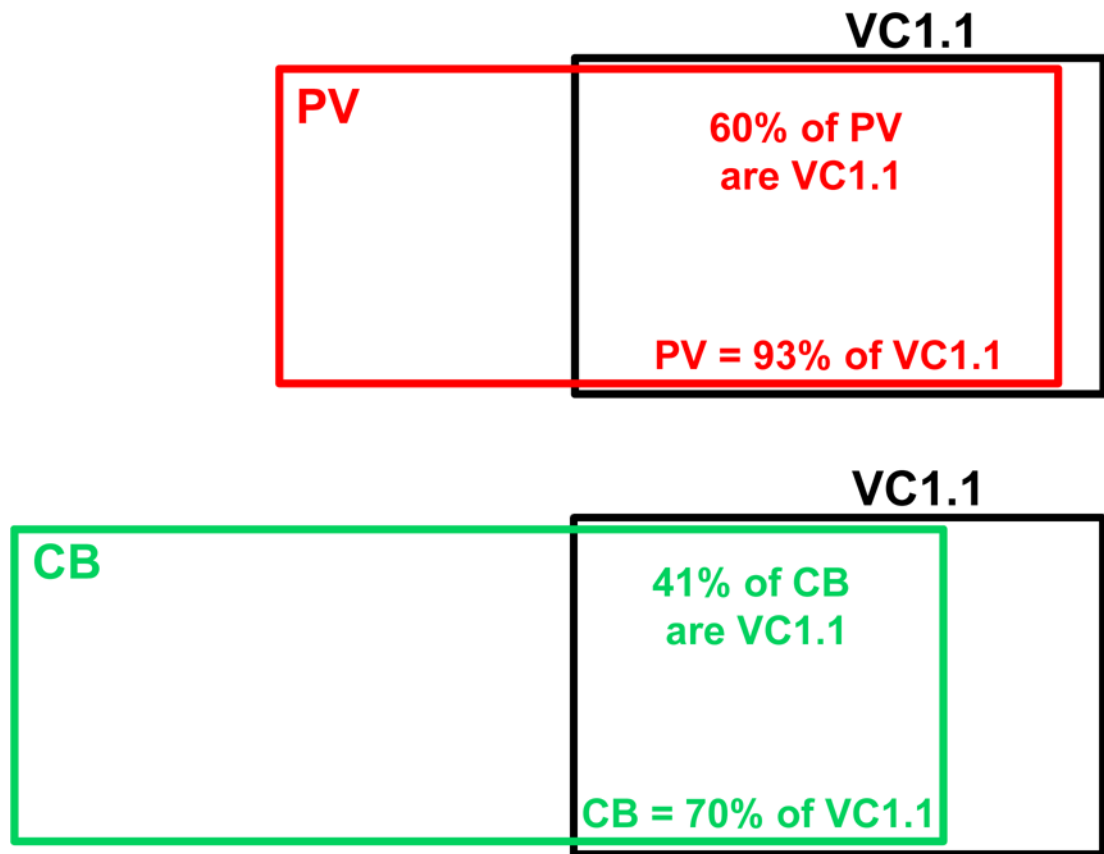 VC1.1
PV
60% of PV
are VC1.1
PV = 93% of VC1.1
VC1.1
CB
41% of CB
are VC1.1
CB = 70% of VC1.1